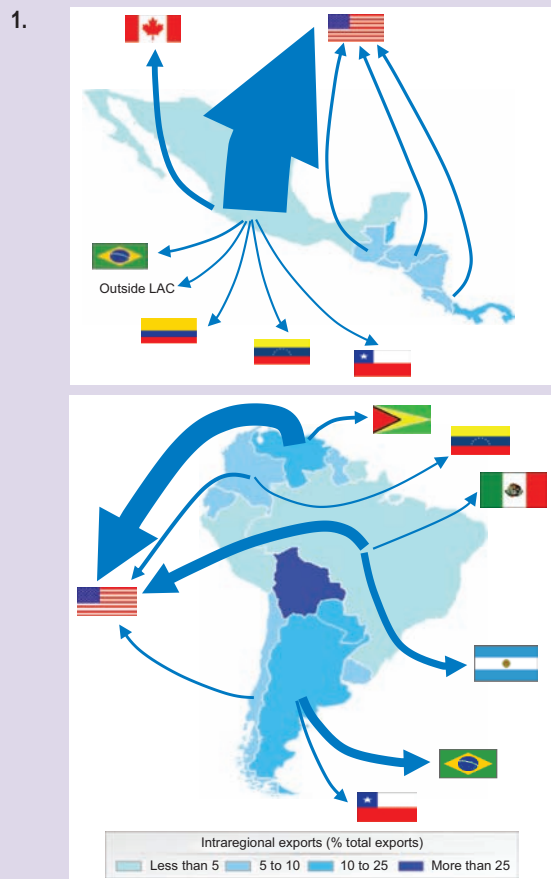 1.
Outside LAC
Intraregional exports (% total exports)
Less than 5 5 to 10 10 to 25 More than 25